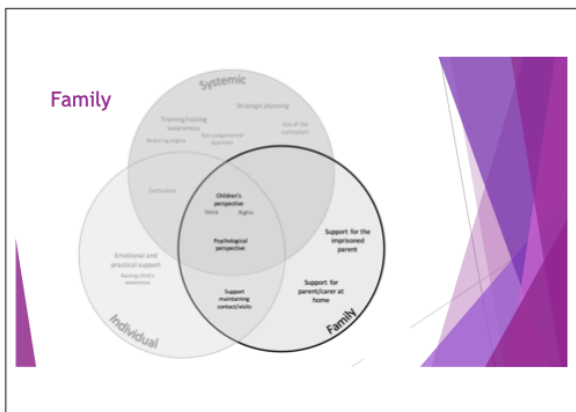 Family
Systemic
Strategic planning
Training/raising
awareness
Use of the
curriculum
Reducing stigma
Non-judgemental
approach
Curriculum
Children's
perspective
Voice
Rights
Psychological
perspective
Support for the
imprisoned
parent
Emotional and
practical support
Raising child's
awareness
Support for
parent/carer at
home
Support
maintaining
contact/visits
Individual
Family